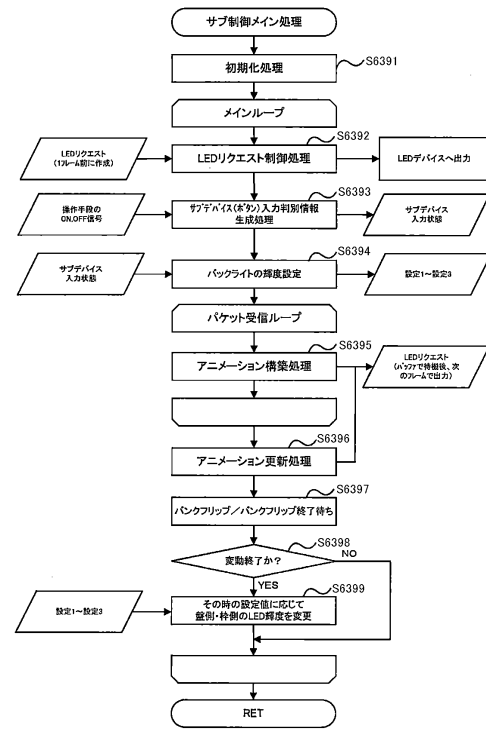 サブ制御メイン処理
S6391
初期化処理
メインループ
S6392
LEDリクエスト
(1フレーム前に作成)
LEDリクエスト制御処理
LEDデバイスへ出力
S6393
操作手段の
ON,OFF信号
サブデバイス(ボタン)入力判別情報
生成処理
サブデバイス
入力状態
S6394
サブデバイス
入力状態
バックライトの輝度設定
設定1~設定3
パケット受信ループ
S6395
アニメーション構築処理
LEDリクエスト
(バッファで待機後、次
のフレームで出力)
S6396
アニメーション更新処理
S6397
バンクフリップ/バンクフリップ終了待ち
S6398
変動終了か?
NO
YES
S6399
設定1~設定3
その時の設定値に応じて
盤側・枠側のLED輝度を変更
RET